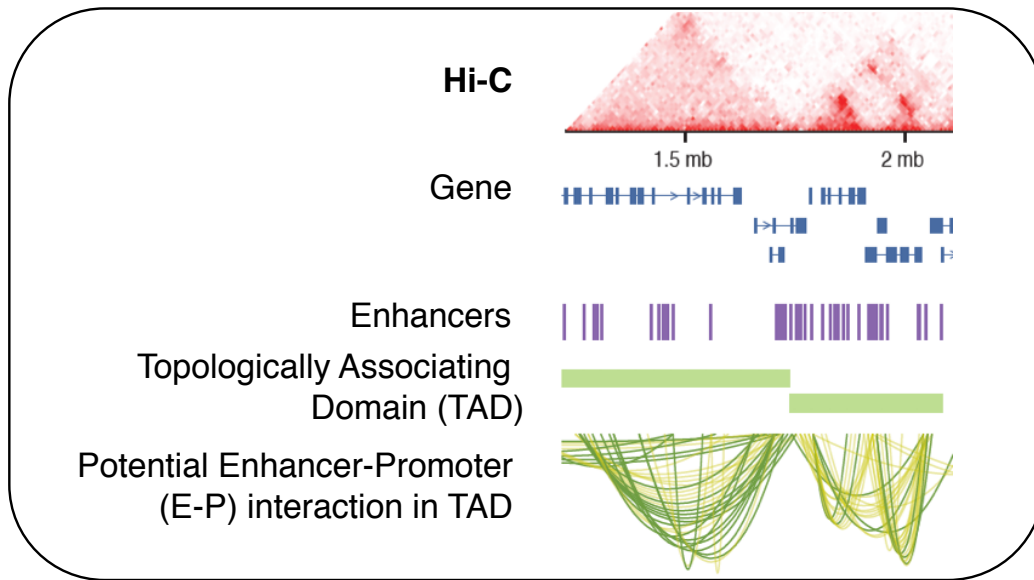 Hi-C
1.5 mb
2 mb
Gene
Enhancers
Topologically Associating
Domain (TAD)
Potential Enhancer-Promoter
(E-P) interaction in TAD